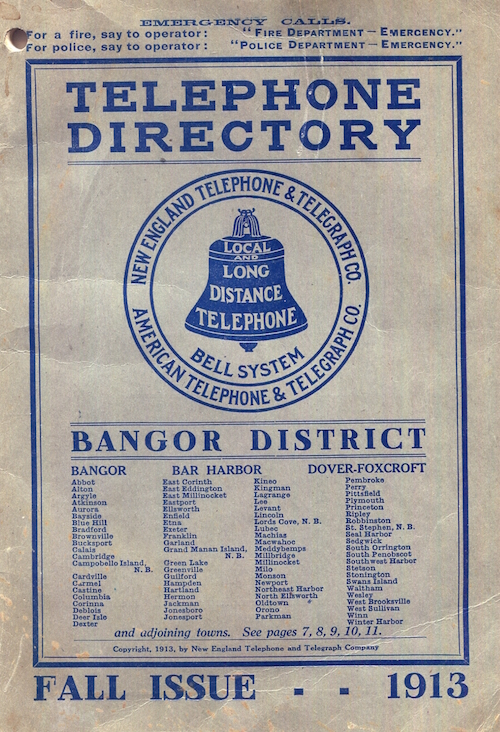 EMERGENCY CALLS.
For a fire, say to operator: "FIRE DEPARTMENT — EMERGENCY."
For police, say to operator: "POLICE DEPARTMENT — EMERGENCY."
TELEPHONE
DIRECTORY
NEW ENGLAND TELEPHONE & TELEGRAPH CO.
AMERICAN TELEPHONE & TELEGRAPH CO.
LOCAL
AND
LONG
DISTANCE
TELEPHONE
BELL SYSTEM
BANGOR DISTRICT
BANGOR BAR HARBOR DOVER-FOXCROFT
Abbot
Alton
Argyle
Atkinson
Aurora
Bayside
Blue Hill
Bradford
Brownville
Bucksport
Calais
Cambridge
Campobello Island,
N. B.
Cardville
Carmel
Castine
Columbia
Corinna
Deblois
Deer Isle
Dexter
East Corinth
East Eddington
East Millinocket
Eastport
Ellsworth
Enfield
Etna
Exeter
Franklin
Garland
Grand Manan Island,
N. B.
Green Lake
Greenville
Guilford
Hampden
Hartland
Hermon
Jackman
Jonesboro
Jonesport
Kineo
Kingman
Lagrange
Lee
Levant
Lincoln
Lords Cove, N. B.
Lubec
Machias
Macwahoc
Meddybemps
Millbridge
Millinocket
Milo
Monson
Newport
Northeast Harbor
North Ellsworth
Oldtown
Orono
Parkman
Pembroke
Perry
Pittsfield
Plymouth
Princeton
Ripley
Robbinston
St. Stephen, N. B.
Seal Harbor
Sedgwick
South Orrington
South Penobscot
Southwest Harbor
Stetson
Stonington
Swans Island
Waltham
Wesley
West Brooksville
West Sullivan
Winn
Winter Harbor
and adjoining towns. See pages 7, 8, 9, 10, 11.
Copyright, 1913, by New England Telephone and Telegraph Company
FALL ISSUE - - 1913